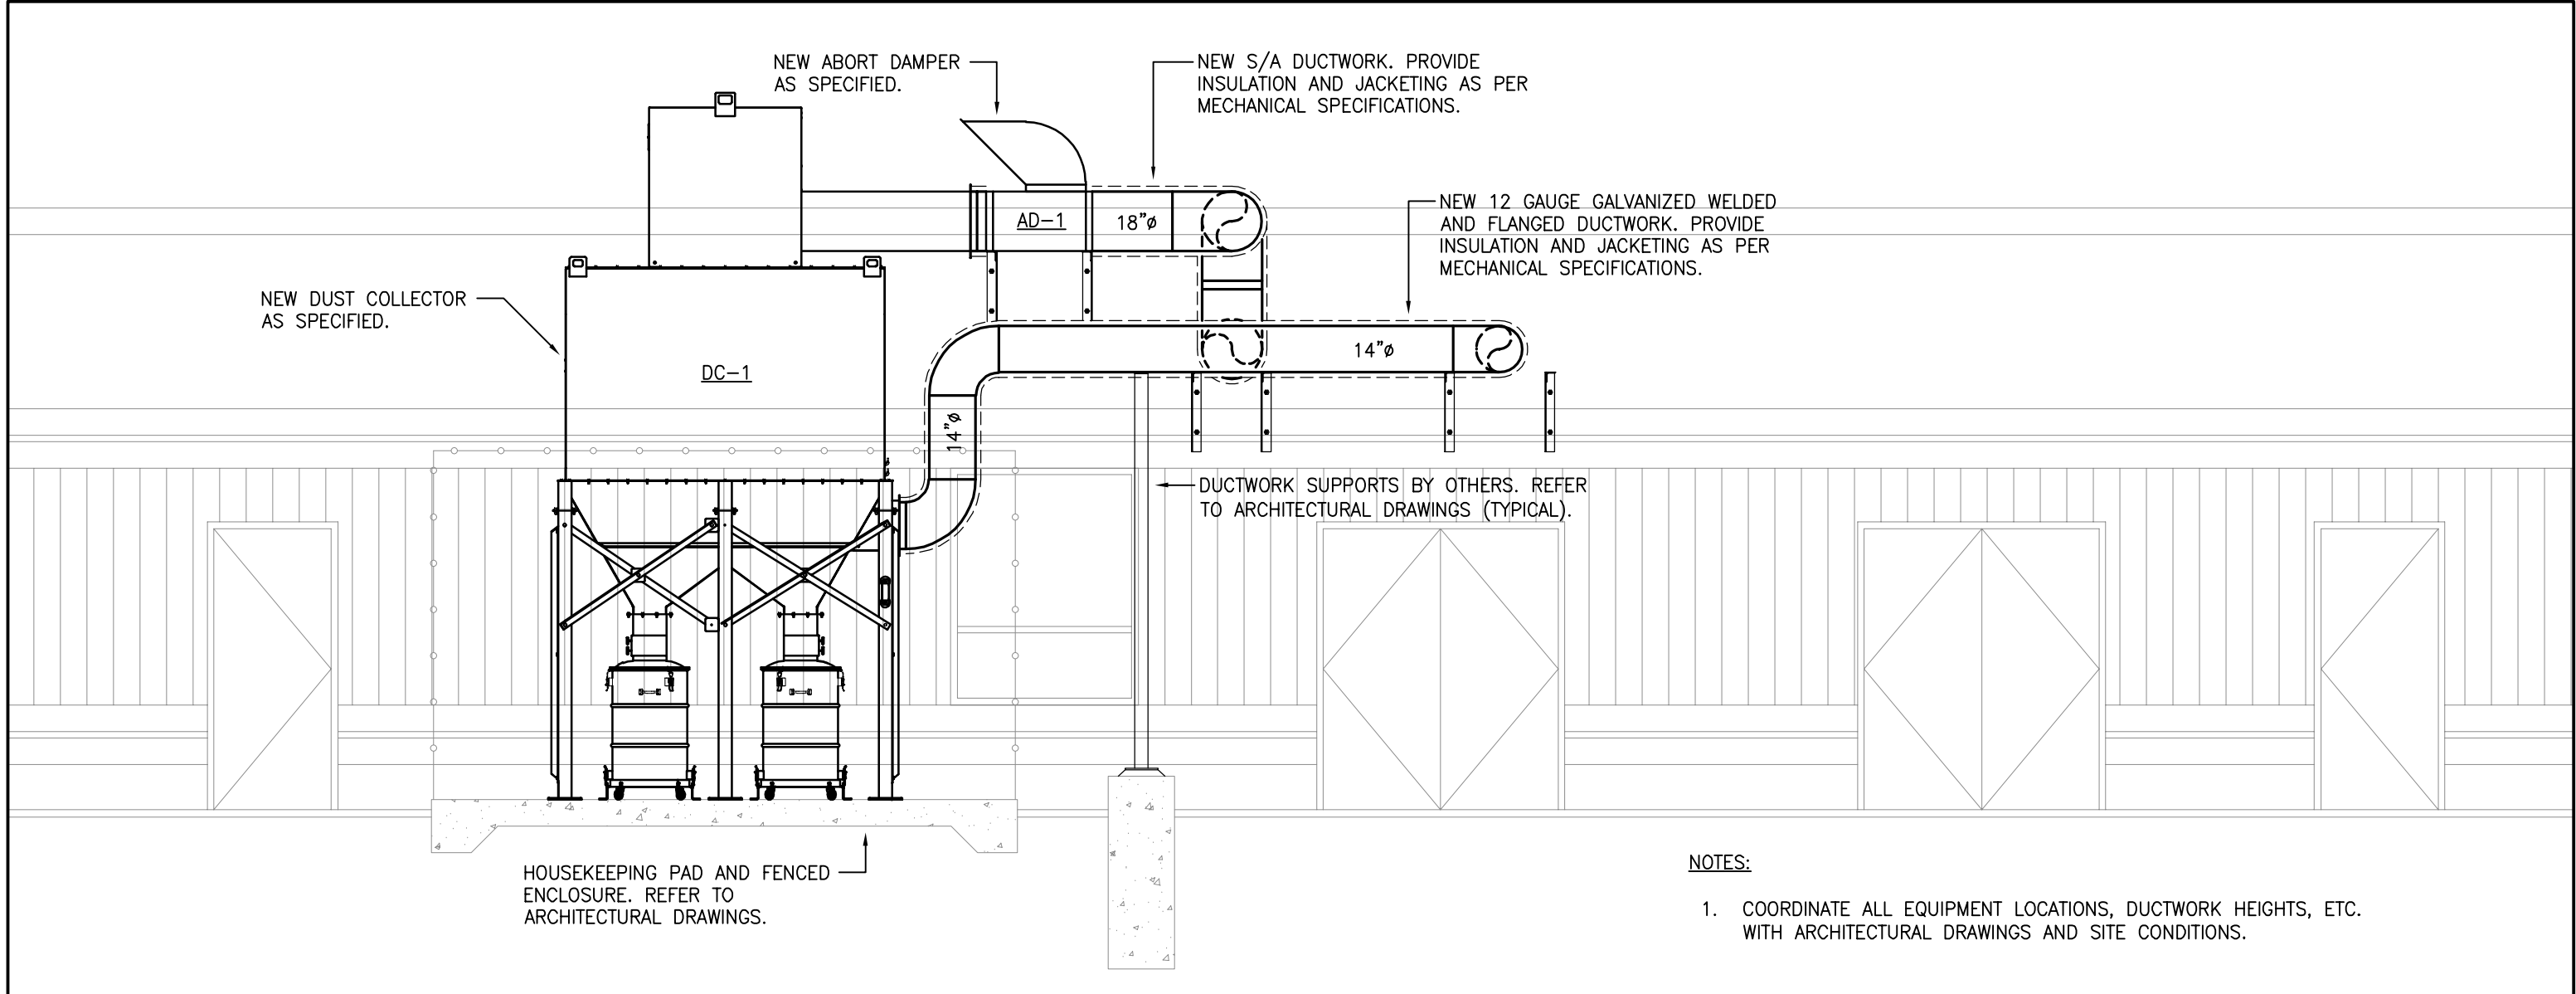 NEW ABORT DAMPER
AS SPECIFIED.
NEW S/A DUCTWORK. PROVIDE
INSULATION AND JACKETING AS PER
MECHANICAL SPECIFICATIONS.
NEW 12 GAUGE GALVANIZED WELDED
AND FLANGED DUCTWORK. PROVIDE
INSULATION AND JACKETING AS PER
MECHANICAL SPECIFICATIONS.
AD-1
18"ø
NEW DUST COLLECTOR
AS SPECIFIED.
DC-1
14"ø
14"ø
DUCTWORK SUPPORTS BY OTHERS. REFER
TO ARCHITECTURAL DRAWINGS (TYPICAL).
HOUSEKEEPING PAD AND FENCED
ENCLOSURE. REFER TO
ARCHITECTURAL DRAWINGS.
NOTES:
1. COORDINATE ALL EQUIPMENT LOCATIONS, DUCTWORK HEIGHTS, ETC.
WITH ARCHITECTURAL DRAWINGS AND SITE CONDITIONS.